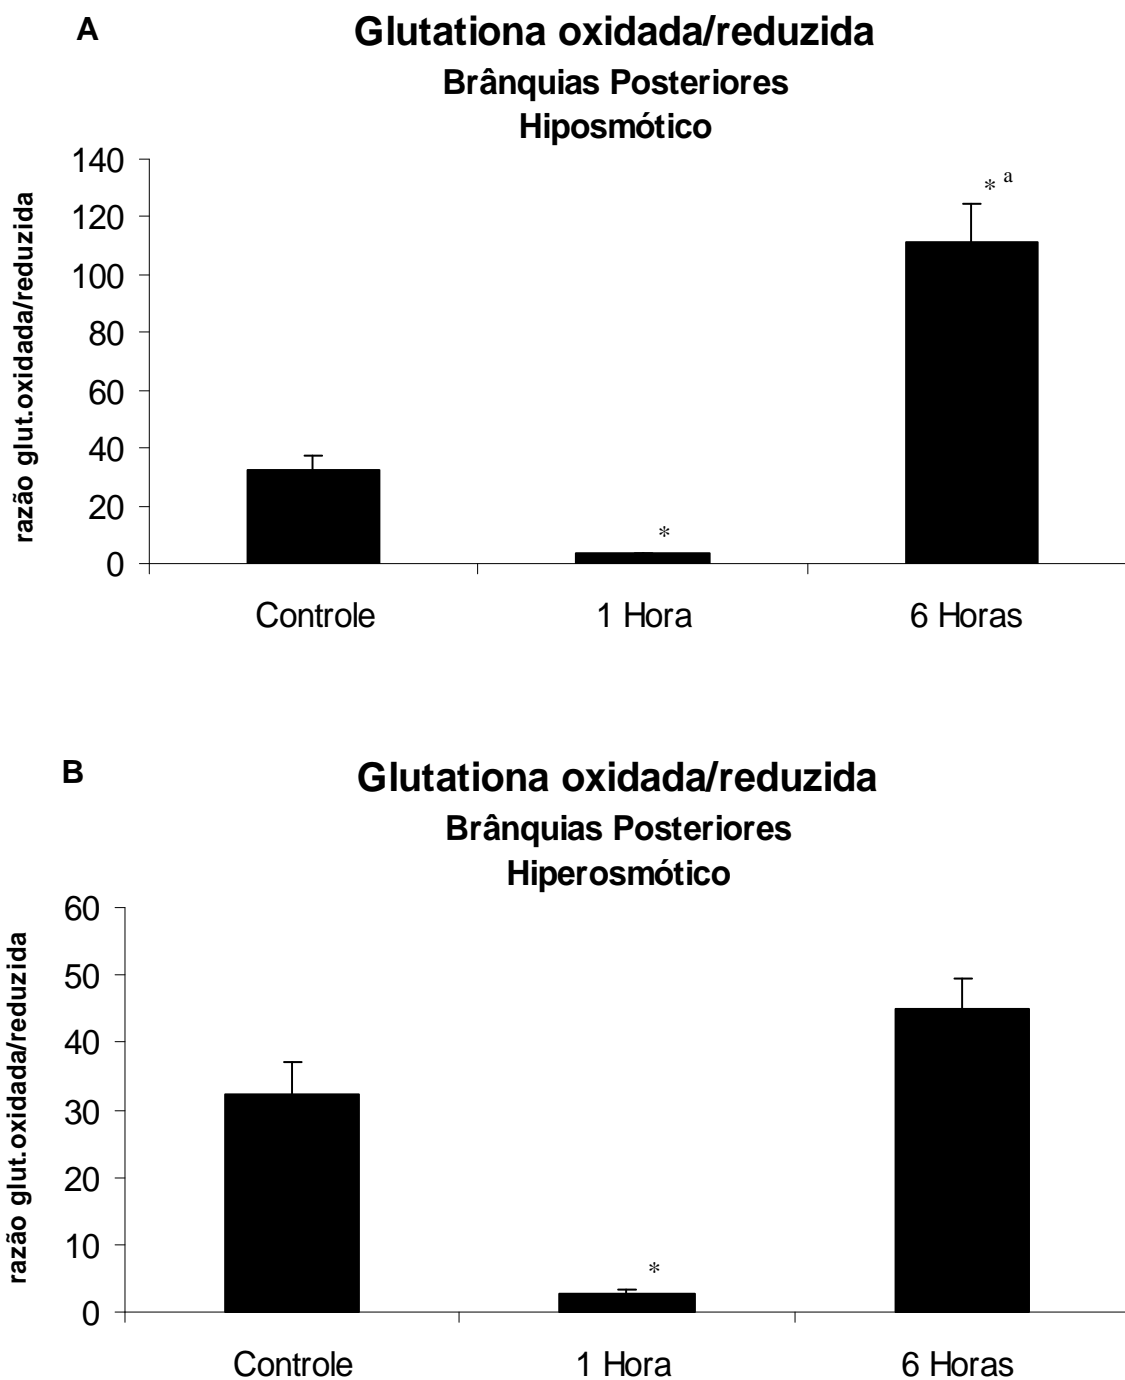 A
Glutationa oxidada/reduzida
Brânquias Posteriores
Hiposmótico
razão glut.oxidada/reduzida
140
120
100
80
60
40
20
0
* a
*
Controle 1 Hora 6 Horas
B
Glutationa oxidada/reduzida
Brânquias Posteriores
Hiperosmótico
razão glut.oxidada/reduzida
60
50
40
30
20
10
0
*
Controle 1 Hora 6 Horas